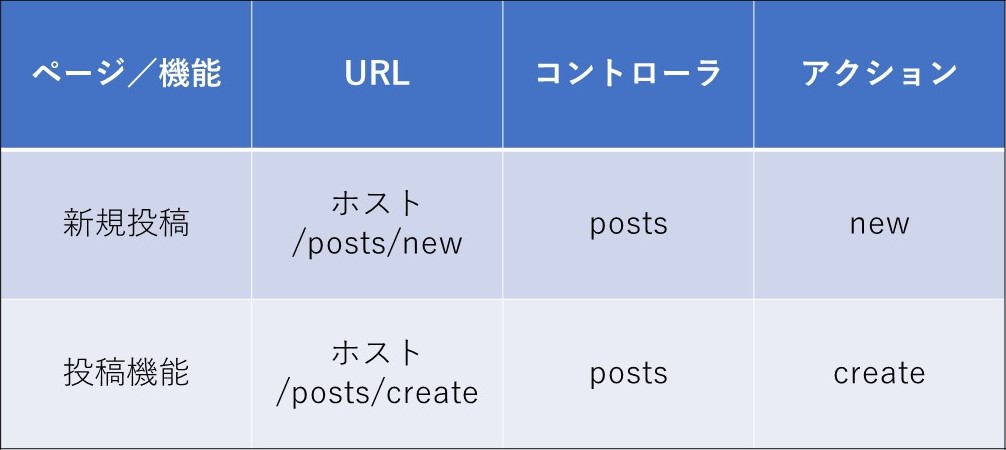 ページ／機能
URL
コントローラ
アクション
新規投稿
ホスト
/posts/new
posts
new
投稿機能
ホスト
/posts/create
posts
create